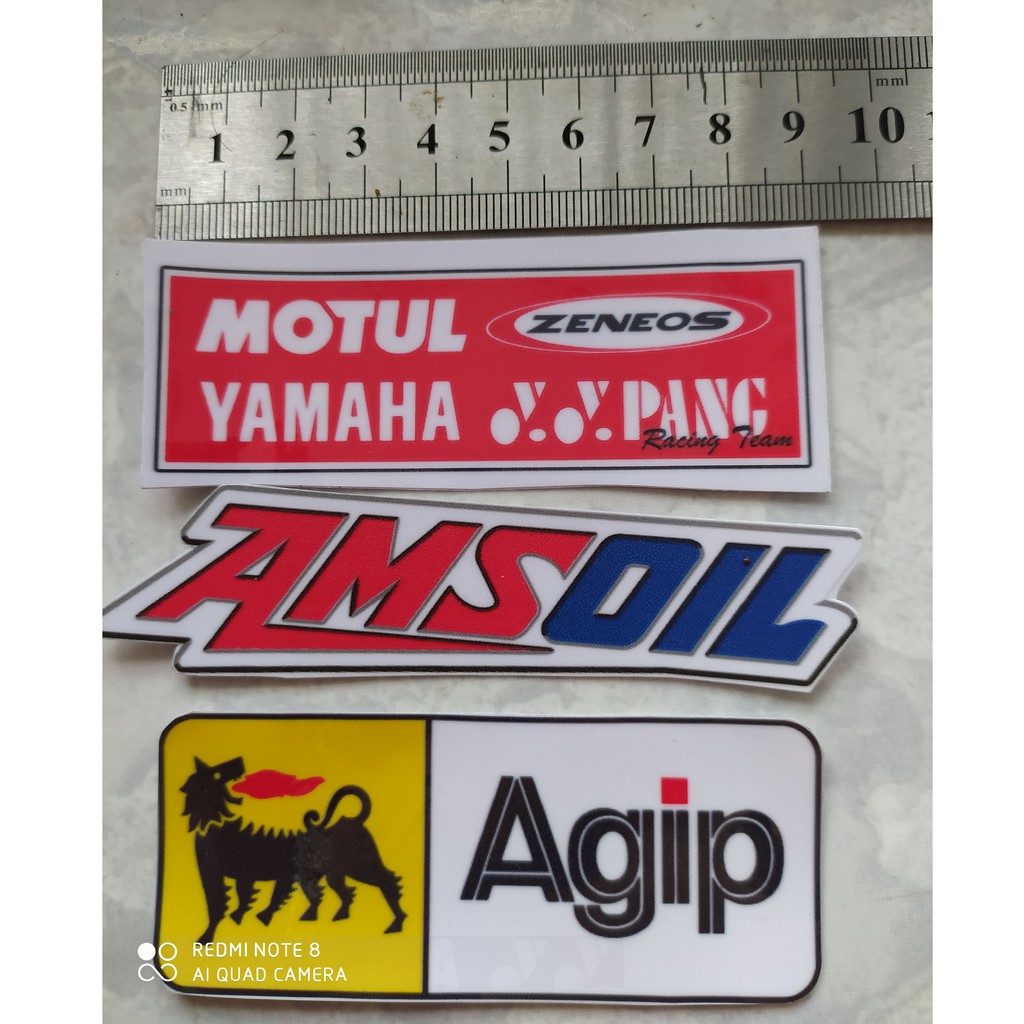 0.5 mm
mm
1 2 3 4 5 6 7 8 9 10
mm
MOTUL ZENEOS
YAMAHA Y.Y.PANG
Racing Team
AMSOIL
Agip
REDMI NOTE 8
AI QUAD CAMERA